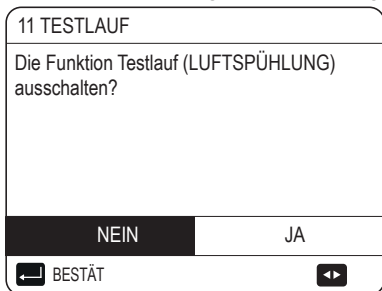 11 TESTLAUF
Die Funktion Testlauf (LUFTSPÜHLUNG)
ausschalten?
NEIN JA
BESTÄT